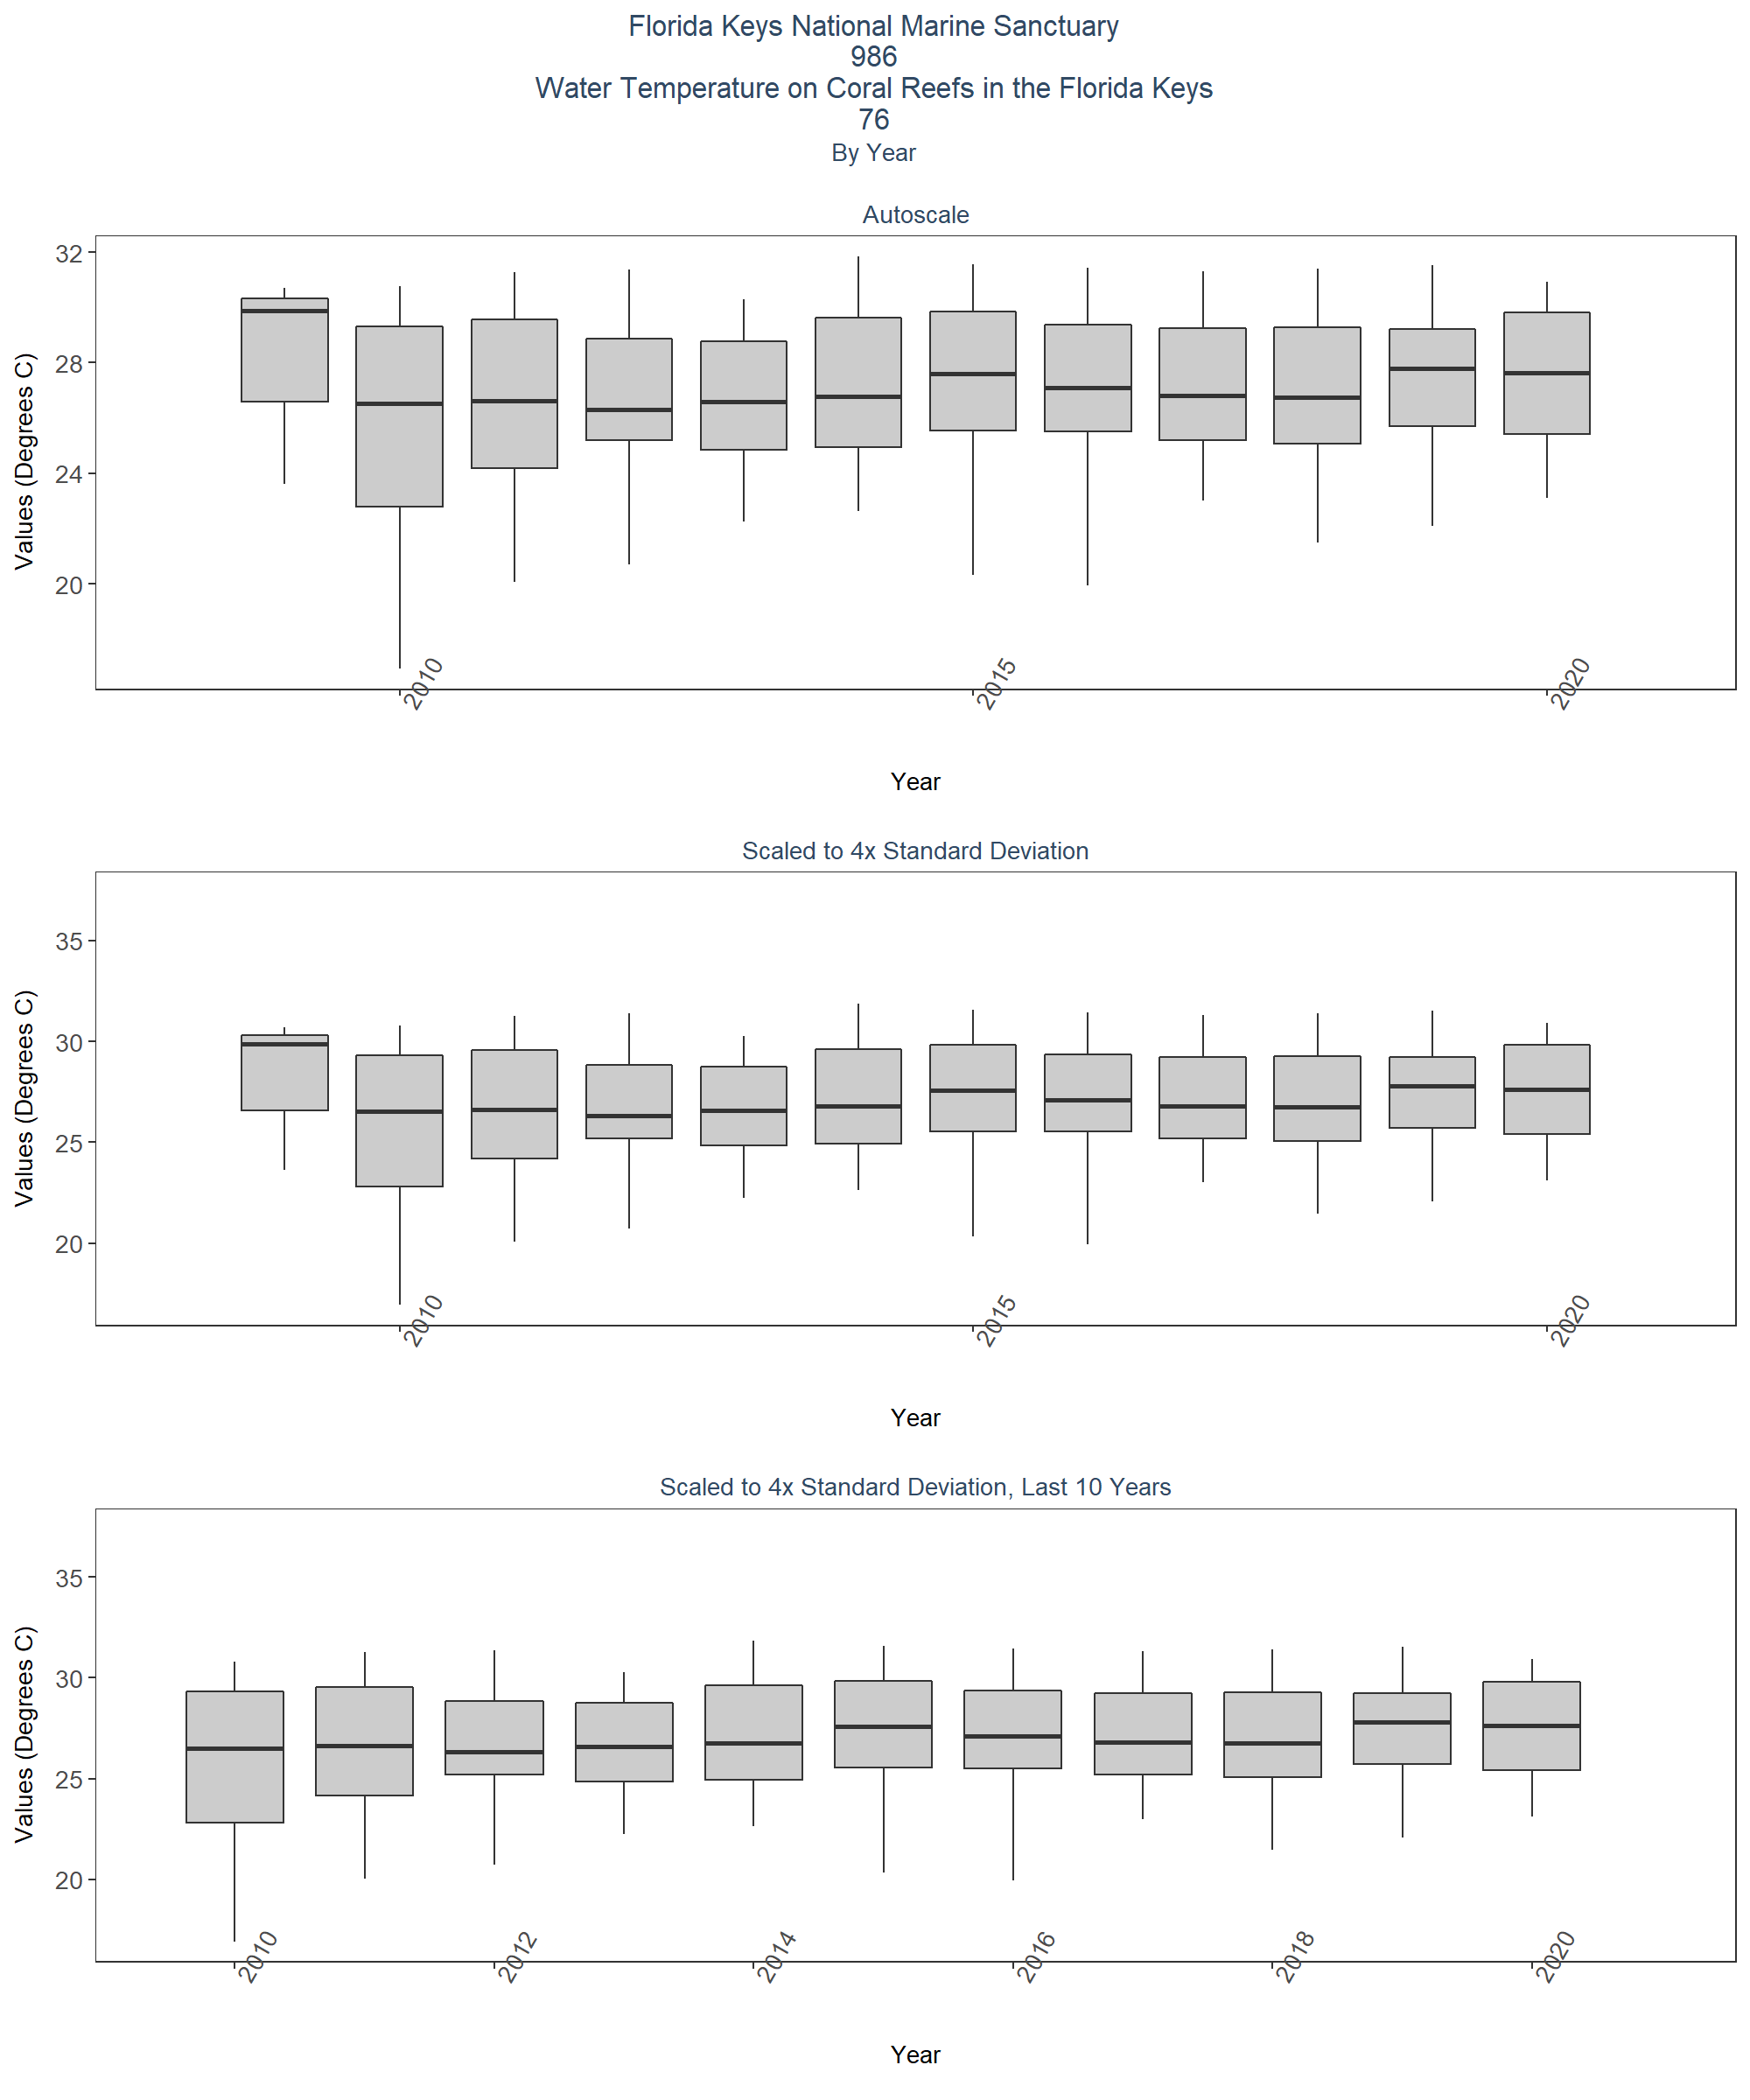 Florida Keys National Marine Sanctuary
986
Water Temperature on Coral Reefs in the Florida Keys
76
By Year
Autoscale
Values (Degrees C)
32
28
24
20
2010
2015
2020
Year
Scaled to 4x Standard Deviation
Values (Degrees C)
35
30
25
20
2010
2015
2020
Year
Scaled to 4x Standard Deviation, Last 10 Years
Values (Degrees C)
35
30
25
20
2010
2012
2014
2016
2018
2020
Year